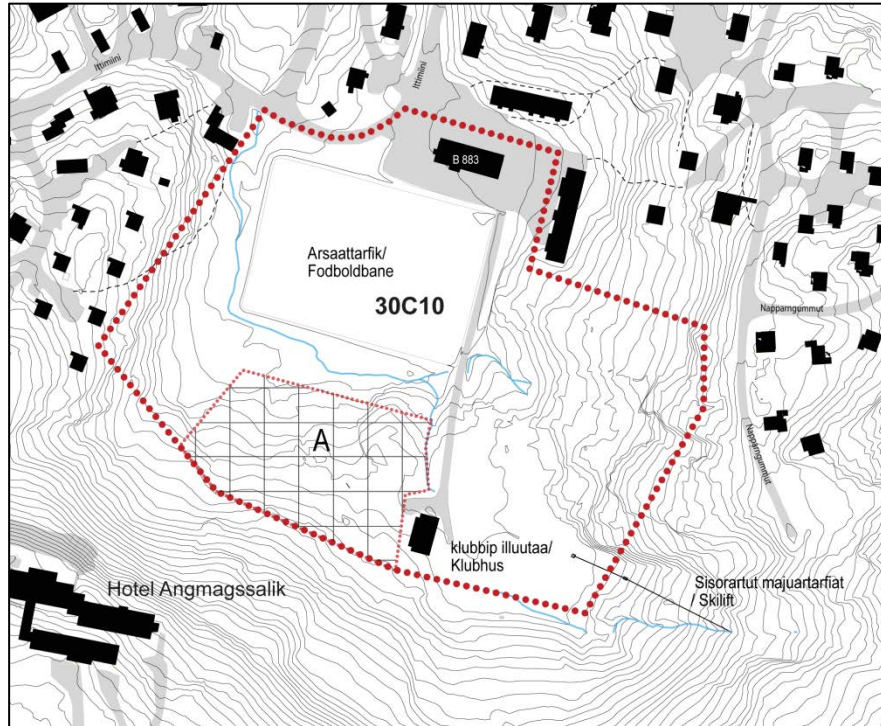 Ittimiini
Ittimiini
B 883
Arsaattarfik/
Fodboldbane
30C10
Napparngummut
Napparngummut
A
klubbip illuutaa/
Klubhus
Hotel Angmagssalik
Sisorartut majuartarfiat
/ Skilift